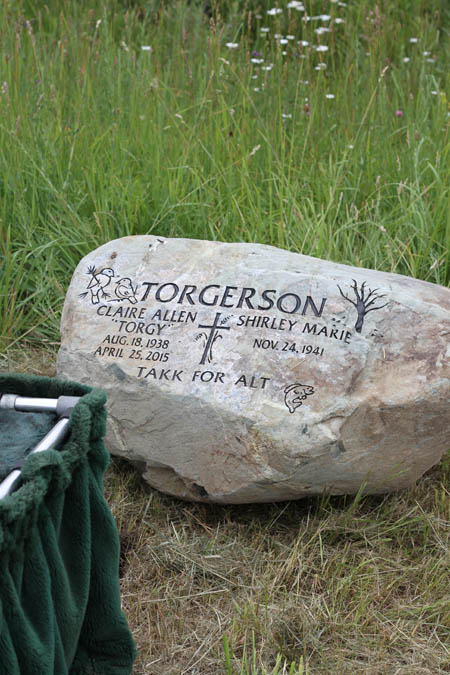 TORGERSON
CLAIRE ALLEN
"TORGY"
AUG. 18, 1938
APRIL 25, 2015
SHIRLEY MARIE
NOV. 24, 1941
TAKK FOR ALT